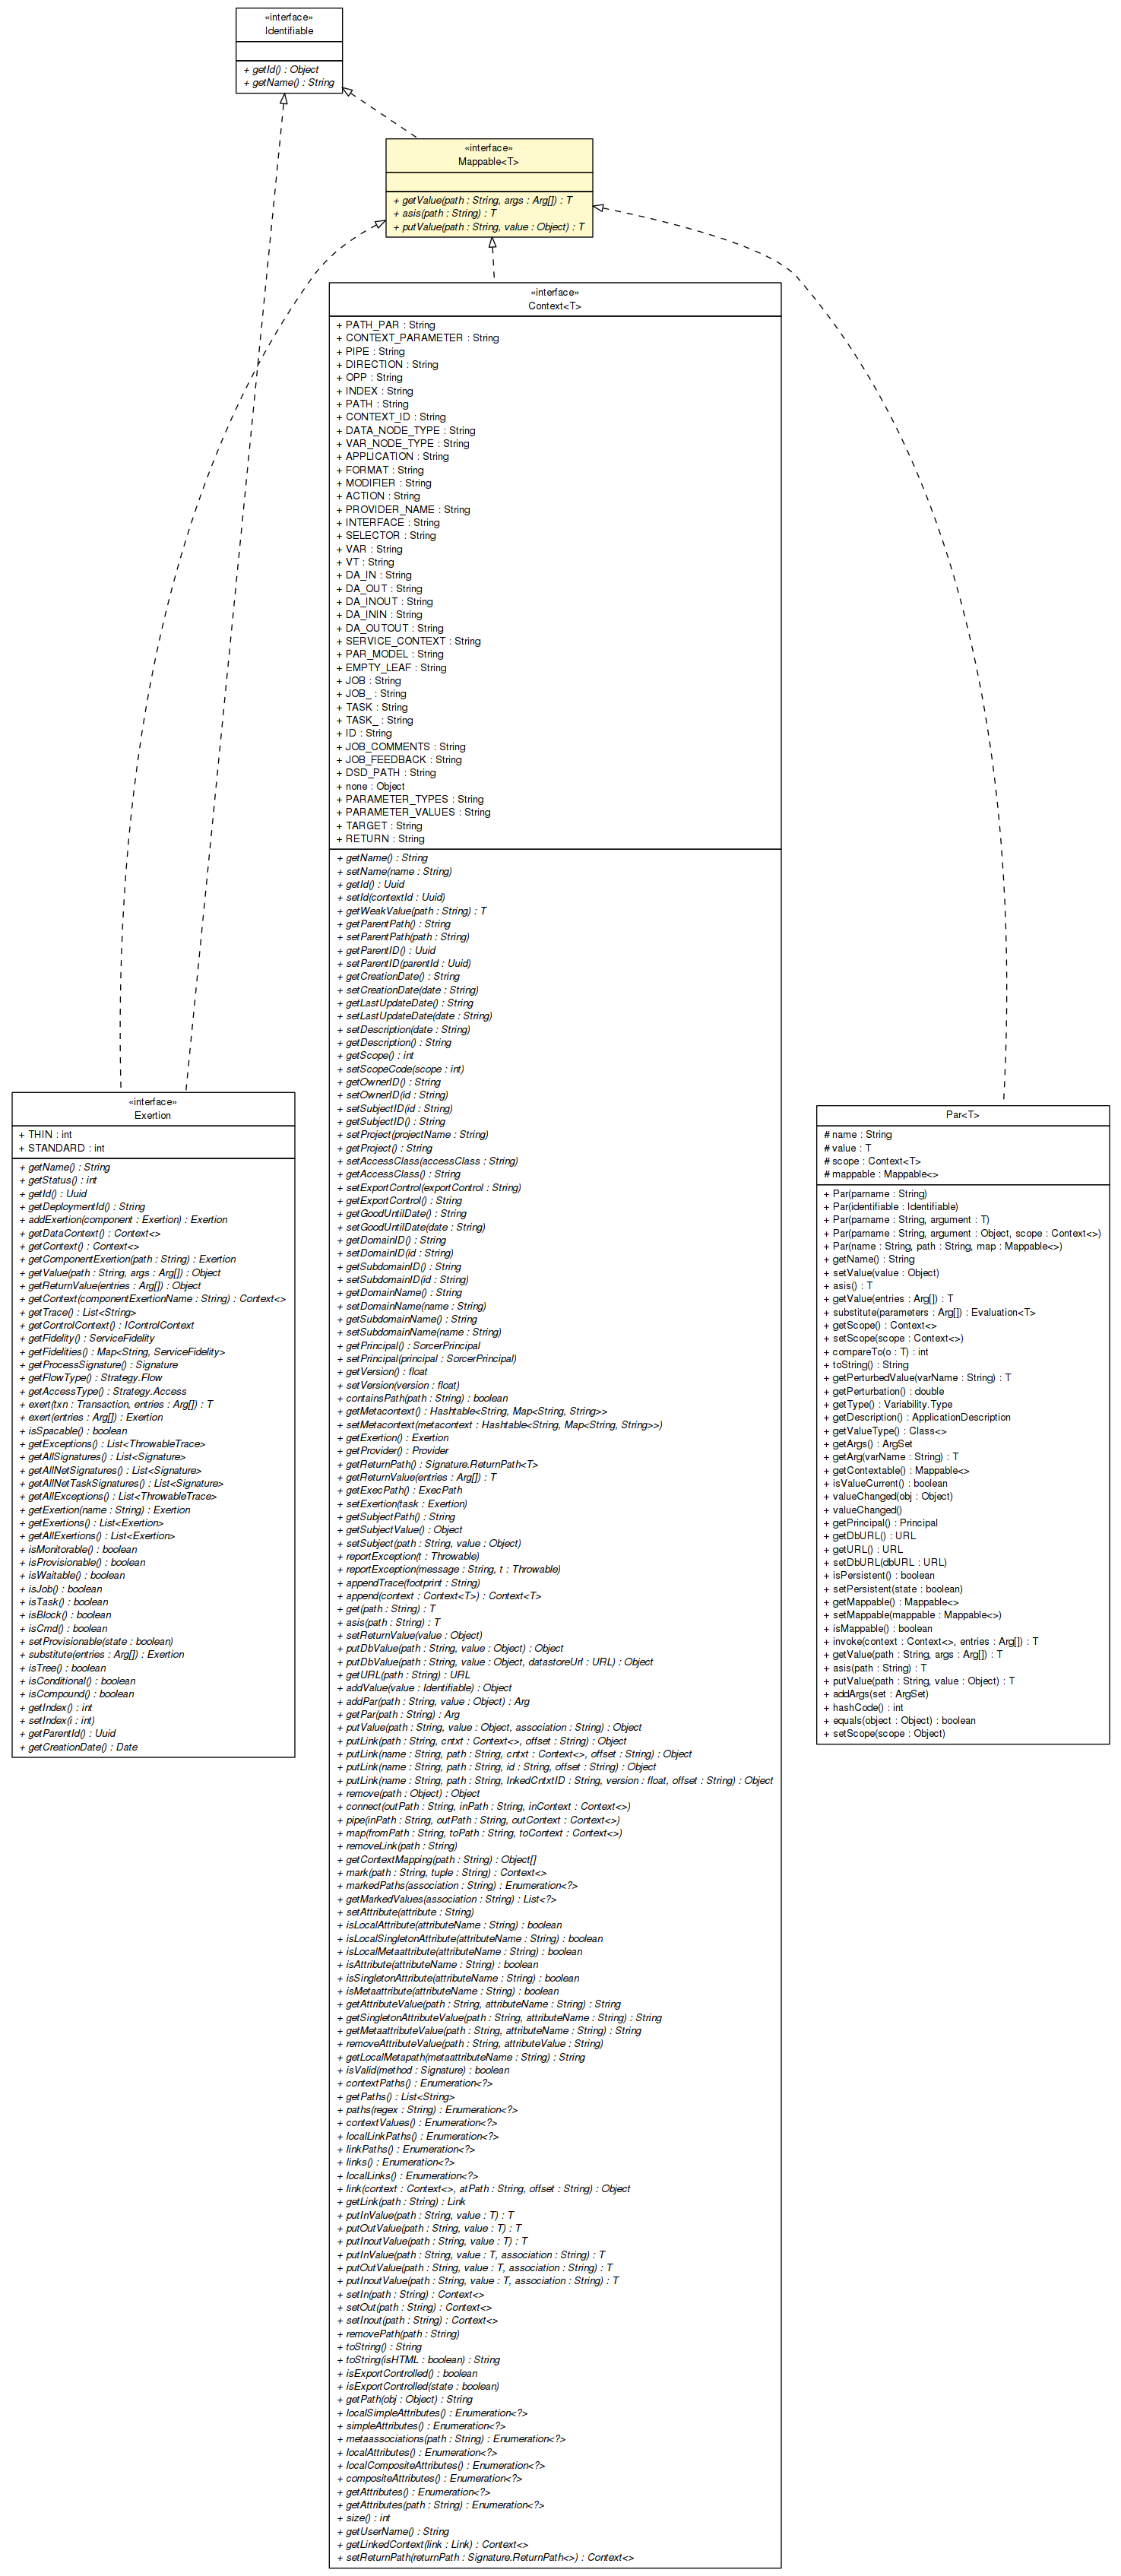 «interface»
Identifiable
+ getId() : Object
+ getName() : String
«interface»
Mappable<T>
+ getValue(path : String, args : Arg[]) : T
+ asis(path : String) : T
+ putValue(path : String, value : Object) : T
«interface»
Context<T>
+ PATH_PAR : String
+ CONTEXT_PARAMETER : String
+ PIPE : String
+ DIRECTION : String
+ OPP : String
+ INDEX : String
+ PATH : String
+ CONTEXT_ID : String
+ DATA_NODE_TYPE : String
+ VAR_NODE_TYPE : String
+ APPLICATION : String
+ FORMAT : String
+ MODIFIER : String
+ ACTION : String
+ PROVIDER_NAME : String
+ INTERFACE : String
+ SELECTOR : String
+ VAR : String
+ VT : String
+ DA_IN : String
+ DA_OUT : String
+ DA_INOUT : String
+ DA_ININ : String
+ DA_OUTOUT : String
+ SERVICE_CONTEXT : String
+ PAR_MODEL : String
+ EMPTY_LEAF : String
+ JOB : String
+ JOB_ : String
+ TASK : String
+ TASK_ : String
+ ID : String
+ JOB_COMMENTS : String
+ JOB_FEEDBACK : String
+ DSD_PATH : String
+ none : Object
+ PARAMETER_TYPES : String
+ PARAMETER_VALUES : String
+ TARGET : String
+ RETURN : String
+ getName() : String
+ setName(name : String)
+ getId() : Uuid
+ setId(contextId : Uuid)
+ getWeakValue(path : String) : T
+ getParentPath() : String
+ setParentPath(path : String)
+ getParentID() : Uuid
+ setParentID(parentId : Uuid)
+ getCreationDate() : String
+ setCreationDate(date : String)
+ getLastUpdateDate() : String
+ setLastUpdateDate(date : String)
+ setDescription(date : String)
+ getDescription() : String
+ getScope() : int
+ setScopeCode(scope : int)
+ getOwnerID() : String
+ setOwnerID(id : String)
+ setSubjectID(id : String)
+ getSubjectID() : String
+ setProject(projectName : String)
+ getProject() : String
+ setAccessClass(accessClass : String)
+ getAccessClass() : String
+ setExportControl(exportControl : String)
+ getExportControl() : String
+ getGoodUntilDate() : String
+ setGoodUntilDate(date : String)
+ getDomainID() : String
+ setDomainID(id : String)
+ getSubdomainID() : String
+ setSubdomainID(id : String)
+ getDomainName() : String
+ setDomainName(name : String)
+ getSubdomainName() : String
+ setSubdomainName(name : String)
+ getPrincipal() : SorcerPrincipal
+ setPrincipal(principal : SorcerPrincipal)
+ getVersion() : float
+ setVersion(version : float)
+ containsPath(path : String) : boolean
+ getMetacontext() : Hashtable<String, Map<String, String>>
+ setMetacontext(metacontext : Hashtable<String, Map<String, String>>)
+ getExertion() : Exertion
+ getProvider() : Provider
+ getReturnPath() : Signature.ReturnPath<T>
+ getReturnValue(entries : Arg[]) : T
+ getExecPath() : ExecPath
+ setExertion(task : Exertion)
+ getSubjectPath() : String
+ getSubjectValue() : Object
+ setSubject(path : String, value : Object)
+ reportException(t : Throwable)
+ reportException(message : String, t : Throwable)
+ appendTrace(footprint : String)
+ append(context : Context<T>) : Context<T>
+ get(path : String) : T
+ asis(path : String) : T
+ setReturnValue(value : Object)
+ putDbValue(path : String, value : Object) : Object
+ putDbValue(path : String, value : Object, datastoreUrl : URL) : Object
+ getURL(path : String) : URL
+ addValue(value : Identifiable) : Object
+ addPar(path : String, value : Object) : Arg
+ getPar(path : String) : Arg
+ putValue(path : String, value : Object, association : String) : Object
+ putLink(path : String, cntxt : Context<>, offset : String) : Object
+ putLink(name : String, path : String, cntxt : Context<>, offset : String) : Object
+ putLink(name : String, path : String, id : String, offset : String) : Object
+ putLink(name : String, path : String, lnkedCntxtID : String, version : float, offset : String) : Object
+ remove(path : Object) : Object
+ connect(outPath : String, inPath : String, inContext : Context<>)
+ pipe(inPath : String, outPath : String, outContext : Context<>)
+ map(fromPath : String, toPath : String, toContext : Context<>)
+ removeLink(path : String)
+ getContextMapping(path : String) : Object[]
+ mark(path : String, tuple : String) : Context<>
+ markedPaths(association : String) : Enumeration<?>
+ getMarkedValues(association : String) : List<?>
+ setAttribute(attribute : String)
+ isLocalAttribute(attributeName : String) : boolean
+ isLocalSingletonAttribute(attributeName : String) : boolean
+ isLocalMetaattribute(attributeName : String) : boolean
+ isAttribute(attributeName : String) : boolean
+ isSingletonAttribute(attributeName : String) : boolean
+ isMetaattribute(attributeName : String) : boolean
+ getAttributeValue(path : String, attributeName : String) : String
+ getSingletonAttributeValue(path : String, attributeName : String) : String
+ getMetaattributeValue(path : String, attributeName : String) : String
+ removeAttributeValue(path : String, attributeValue : String)
+ getLocalMetapath(metaattributeName : String) : String
+ isValid(method : Signature) : boolean
+ contextPaths() : Enumeration<?>
+ getPaths() : List<String>
+ paths(regex : String) : Enumeration<?>
+ contextValues() : Enumeration<?>
+ localLinkPaths() : Enumeration<?>
+ linkPaths() : Enumeration<?>
+ links() : Enumeration<?>
+ localLinks() : Enumeration<?>
+ link(context : Context<>, atPath : String, offset : String) : Object
+ getLink(path : String) : Link
+ putInValue(path : String, value : T) : T
+ putOutValue(path : String, value : T) : T
+ putInoutValue(path : String, value : T) : T
+ putInValue(path : String, value : T, association : String) : T
+ putOutValue(path : String, value : T, association : String) : T
+ putInoutValue(path : String, value : T, association : String) : T
+ setIn(path : String) : Context<>
+ setOut(path : String) : Context<>
+ setInout(path : String) : Context<>
+ removePath(path : String)
+ toString() : String
+ toString(isHTML : boolean) : String
+ isExportControlled() : boolean
+ isExportControlled(state : boolean)
+ getPath(obj : Object) : String
+ localSimpleAttributes() : Enumeration<?>
+ simpleAttributes() : Enumeration<?>
+ metaassociations(path : String) : Enumeration<?>
+ localAttributes() : Enumeration<?>
+ localCompositeAttributes() : Enumeration<?>
+ compositeAttributes() : Enumeration<?>
+ getAttributes() : Enumeration<?>
+ getAttributes(path : String) : Enumeration<?>
+ size() : int
+ getUserName() : String
+ getLinkedContext(link : Link) : Context<>
+ setReturnPath(returnPath : Signature.ReturnPath<>) : Context<>
«interface»
Exertion
+ THIN : int
+ STANDARD : int
+ getName() : String
+ getStatus() : int
+ getId() : Uuid
+ getDeploymentId() : String
+ addExertion(component : Exertion) : Exertion
+ getDataContext() : Context<>
+ getContext() : Context<>
+ getComponentExertion(path : String) : Exertion
+ getValue(path : String, args : Arg[]) : Object
+ getReturnValue(entries : Arg[]) : Object
+ getContext(componentExertionName : String) : Context<>
+ getTrace() : List<String>
+ getControlContext() : IControlContext
+ getFidelity() : ServiceFidelity
+ getFidelities() : Map<String, ServiceFidelity>
+ getProcessSignature() : Signature
+ getFlowType() : Strategy.Flow
+ getAccessType() : Strategy.Access
+ exert(txn : Transaction, entries : Arg[]) : T
+ exert(entries : Arg[]) : Exertion
+ isSpacable() : boolean
+ getExceptions() : List<ThrowableTrace>
+ getAllSignatures() : List<Signature>
+ getAllNetSignatures() : List<Signature>
+ getAllNetTaskSignatures() : List<Signature>
+ getAllExceptions() : List<ThrowableTrace>
+ getExertion(name : String) : Exertion
+ getExertions() : List<Exertion>
+ getAllExertions() : List<Exertion>
+ isMonitorable() : boolean
+ isProvisionable() : boolean
+ isWaitable() : boolean
+ isJob() : boolean
+ isTask() : boolean
+ isBlock() : boolean
+ isCmd() : boolean
+ setProvisionable(state : boolean)
+ substitute(entries : Arg[]) : Exertion
+ isTree() : boolean
+ isConditional() : boolean
+ isCompound() : boolean
+ getIndex() : int
+ setIndex(i : int)
+ getParentId() : Uuid
+ getCreationDate() : Date
Par<T>
# name : String
# value : T
# scope : Context<T>
# mappable : Mappable<>
+ Par(parname : String)
+ Par(identifiable : Identifiable)
+ Par(parname : String, argument : T)
+ Par(parname : String, argument : Object, scope : Context<>)
+ Par(name : String, path : String, map : Mappable<>)
+ getName() : String
+ setValue(value : Object)
+ asis() : T
+ getValue(entries : Arg[]) : T
+ substitute(parameters : Arg[]) : Evaluation<T>
+ getScope() : Context<>
+ setScope(scope : Context<>)
+ compareTo(o : T) : int
+ toString() : String
+ getPerturbedValue(varName : String) : T
+ getPerturbation() : double
+ getType() : Variability.Type
+ getDescription() : ApplicationDescription
+ getValueType() : Class<>
+ getArgs() : ArgSet
+ getArg(varName : String) : T
+ getContextable() : Mappable<>
+ isValueCurrent() : boolean
+ valueChanged(obj : Object)
+ valueChanged()
+ getPrincipal() : Principal
+ getDbURL() : URL
+ getURL() : URL
+ setDbURL(dbURL : URL)
+ isPersistent() : boolean
+ setPersistent(state : boolean)
+ getMappable() : Mappable<>
+ setMappable(mappable : Mappable<>)
+ isMappable() : boolean
+ invoke(context : Context<>, entries : Arg[]) : T
+ getValue(path : String, args : Arg[]) : T
+ asis(path : String) : T
+ putValue(path : String, value : Object) : T
+ addArgs(set : ArgSet)
+ hashCode() : int
+ equals(object : Object) : boolean
+ setScope(scope : Object)